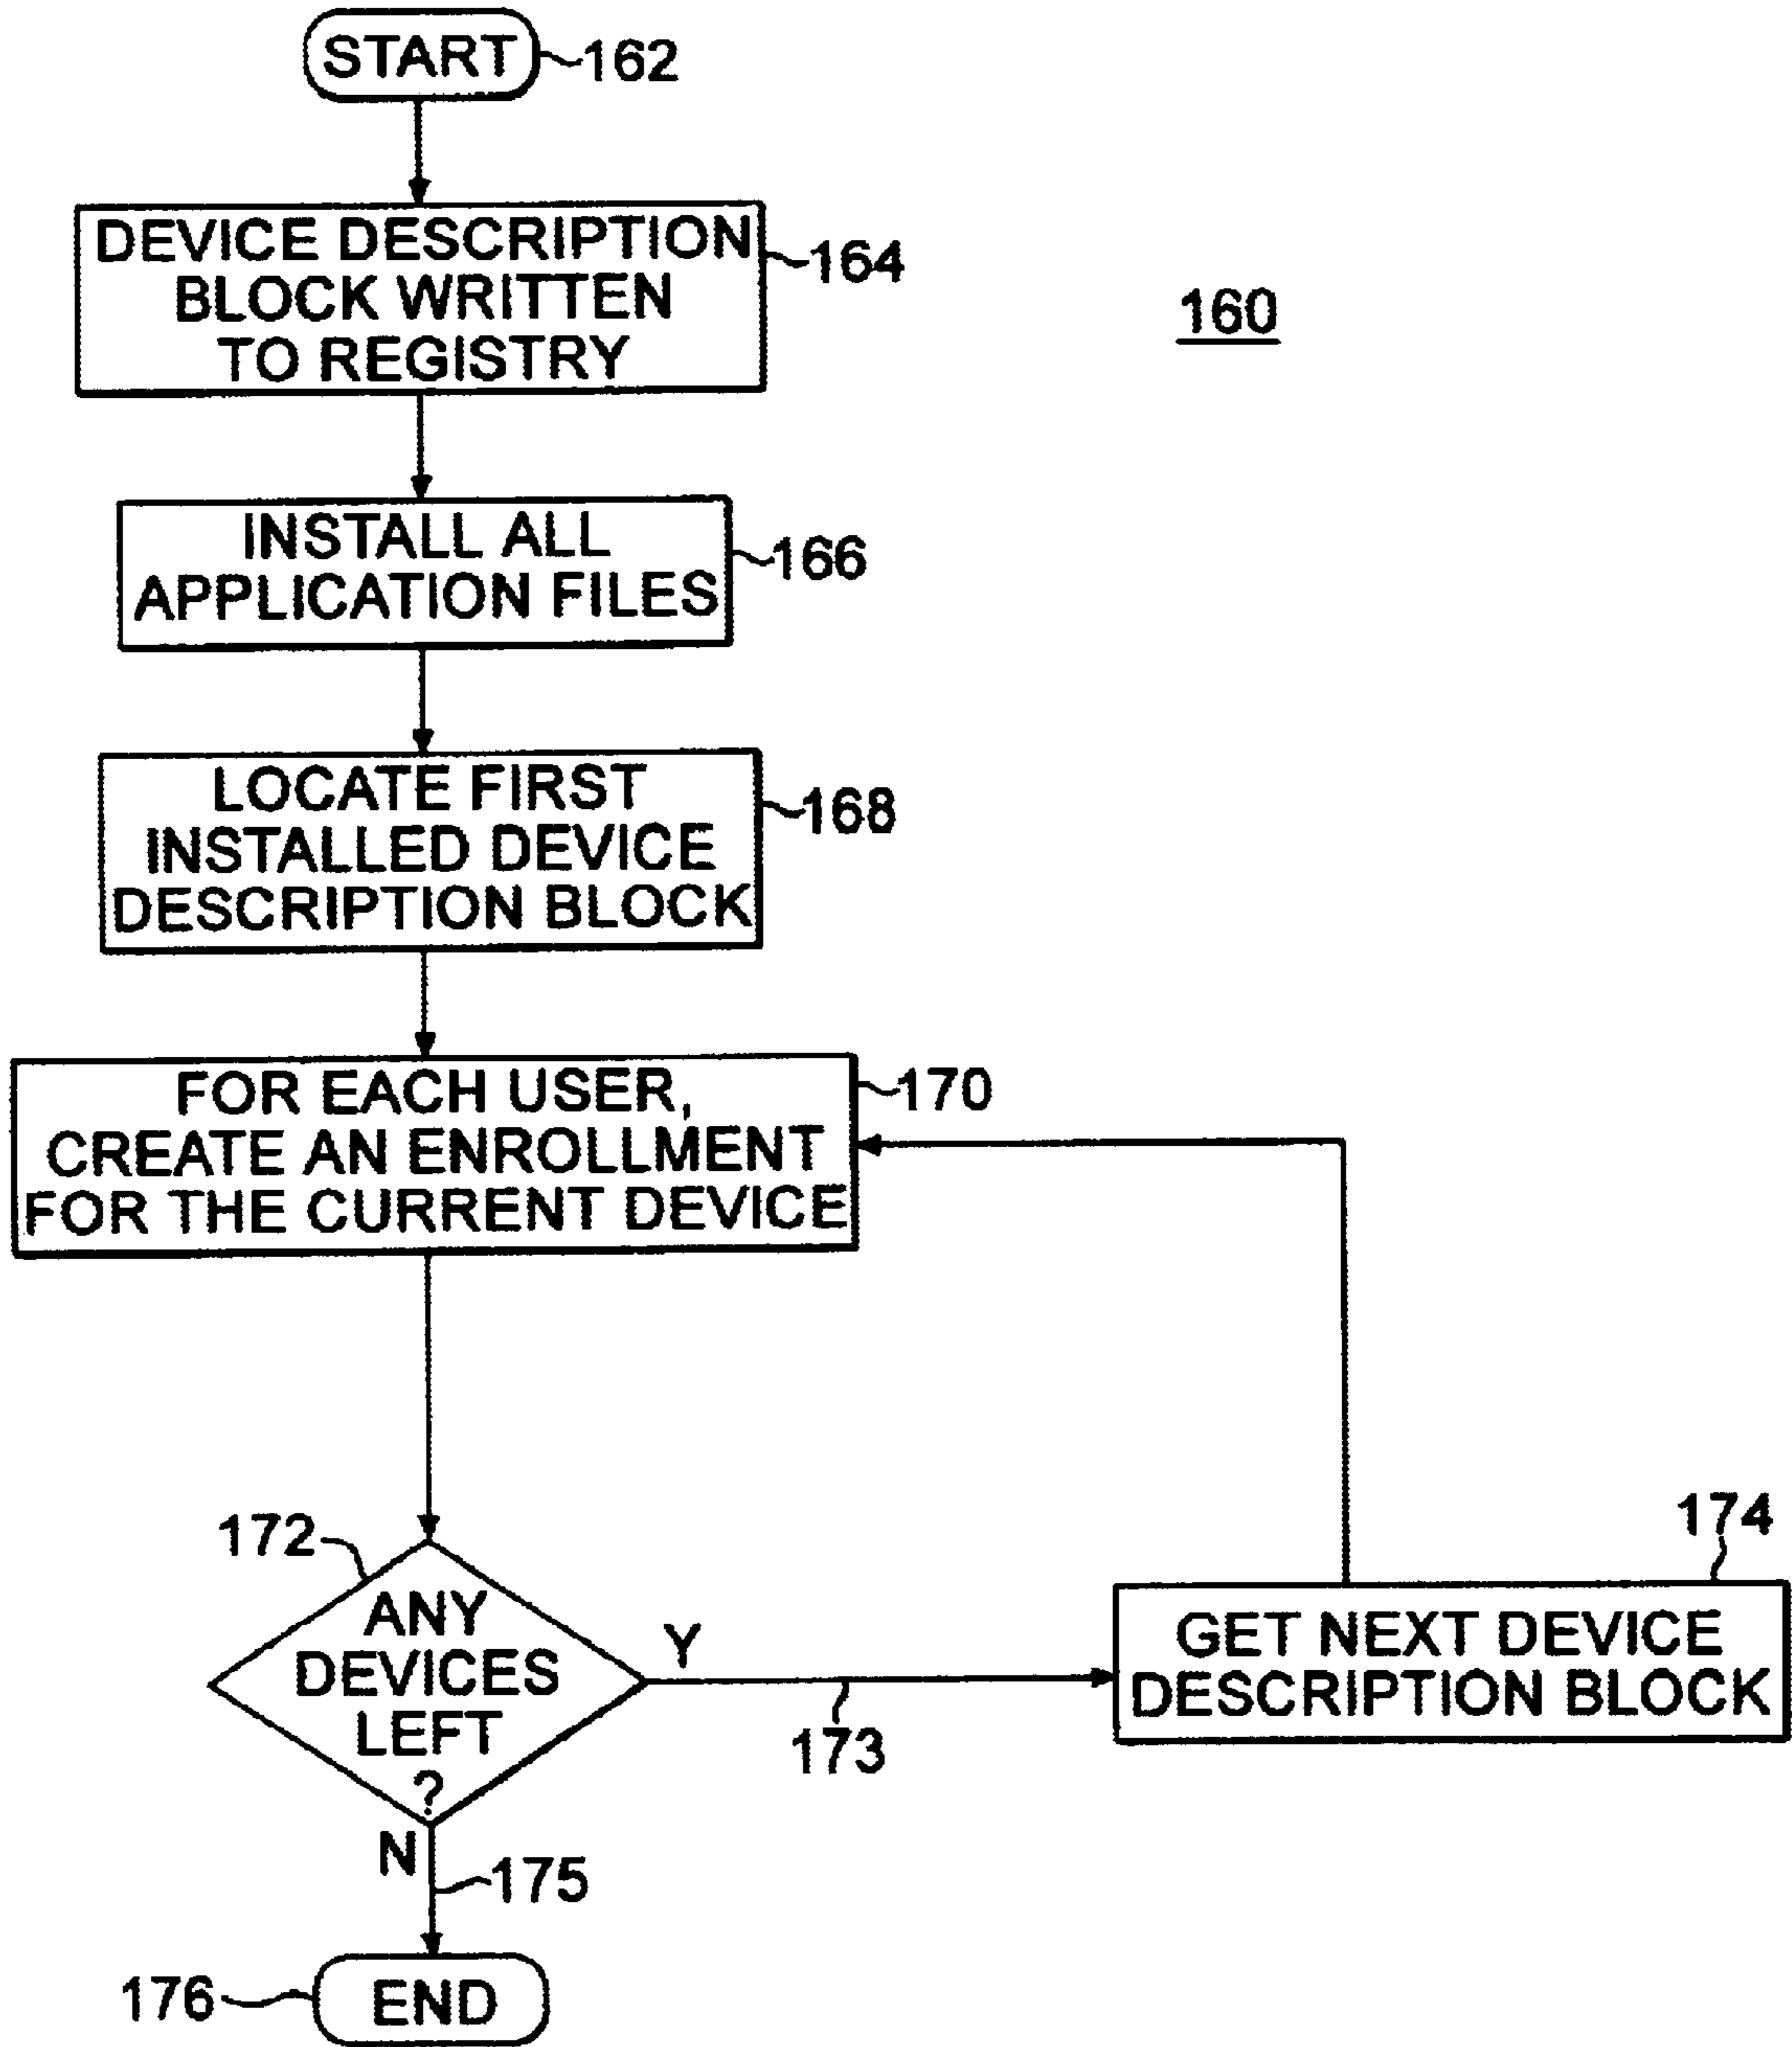 START
162
DEVICE DESCRIPTION
BLOCK WRITTEN
TO REGISTRY
164
160
INSTALL ALL
APPLICATION FILES
166
LOCATE FIRST
INSTALLED DEVICE
DESCRIPTION BLOCK
168
FOR EACH USER,
CREATE AN ENROLLMENT
FOR THE CURRENT DEVICE
170
172
ANY
DEVICES
LEFT
?
Y
173
174
GET NEXT DEVICE
DESCRIPTION BLOCK
N
175
176
END